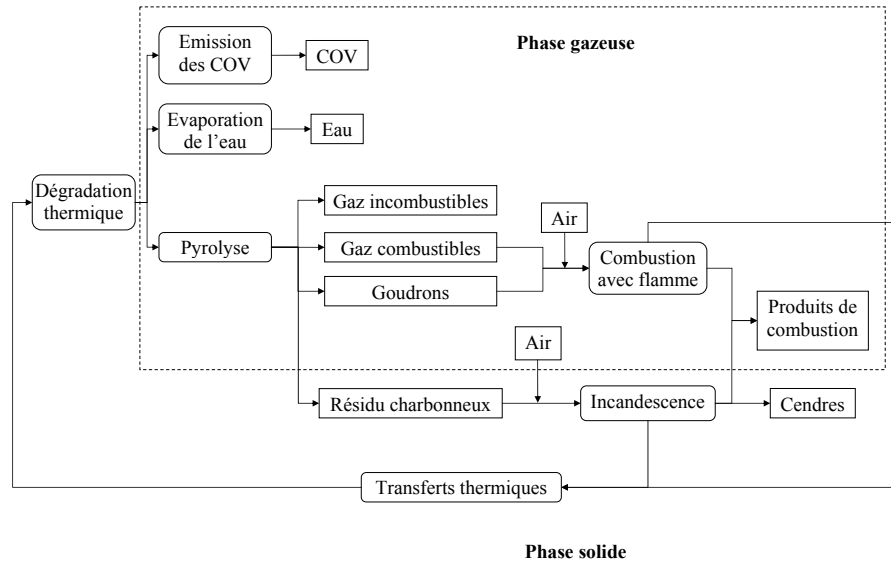 Emission
des COV
COV
Phase gazeuse
Evaporation
de l’eau
Eau
Dégradation
thermique
Pyrolyse
Gaz incombustibles
Gaz combustibles
Goudrons
Air
Combustion
avec flamme
Produits de
combustion
Air
Résidu charbonneux
Incandescence
Cendres
Transferts thermiques
Phase solide